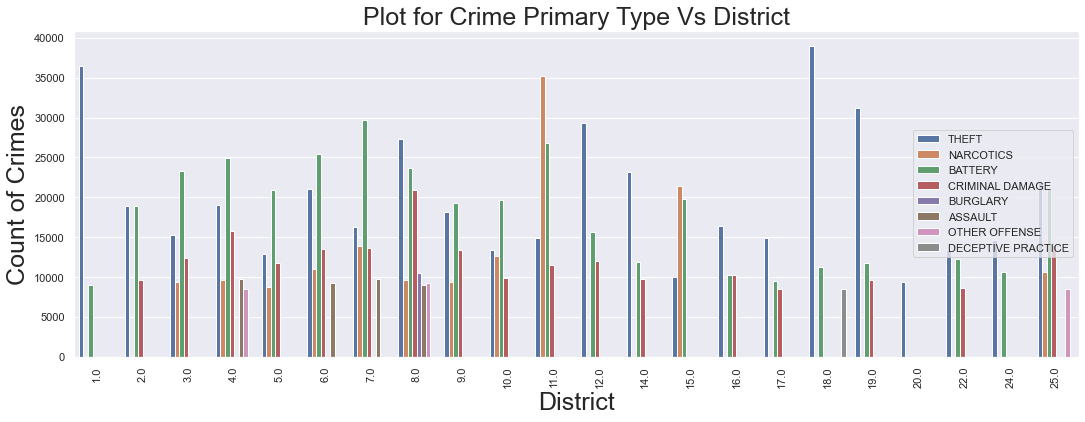 Plot for Crime Primary Type Vs District
Count of Crimes
40000
35000
30000
25000
20000
15000
10000
5000
0
THEFT
NARCOTICS
BATTERY
CRIMINAL DAMAGE
BURGLARY
ASSAULT
OTHER OFFENSE
DECEPTIVE PRACTICE
1.0
2.0
3.0
4.0
5.0
6.0
7.0
8.0
9.0
10.0
11.0
12.0
14.0
15.0
16.0
17.0
18.0
19.0
20.0
22.0
24.0
25.0
District